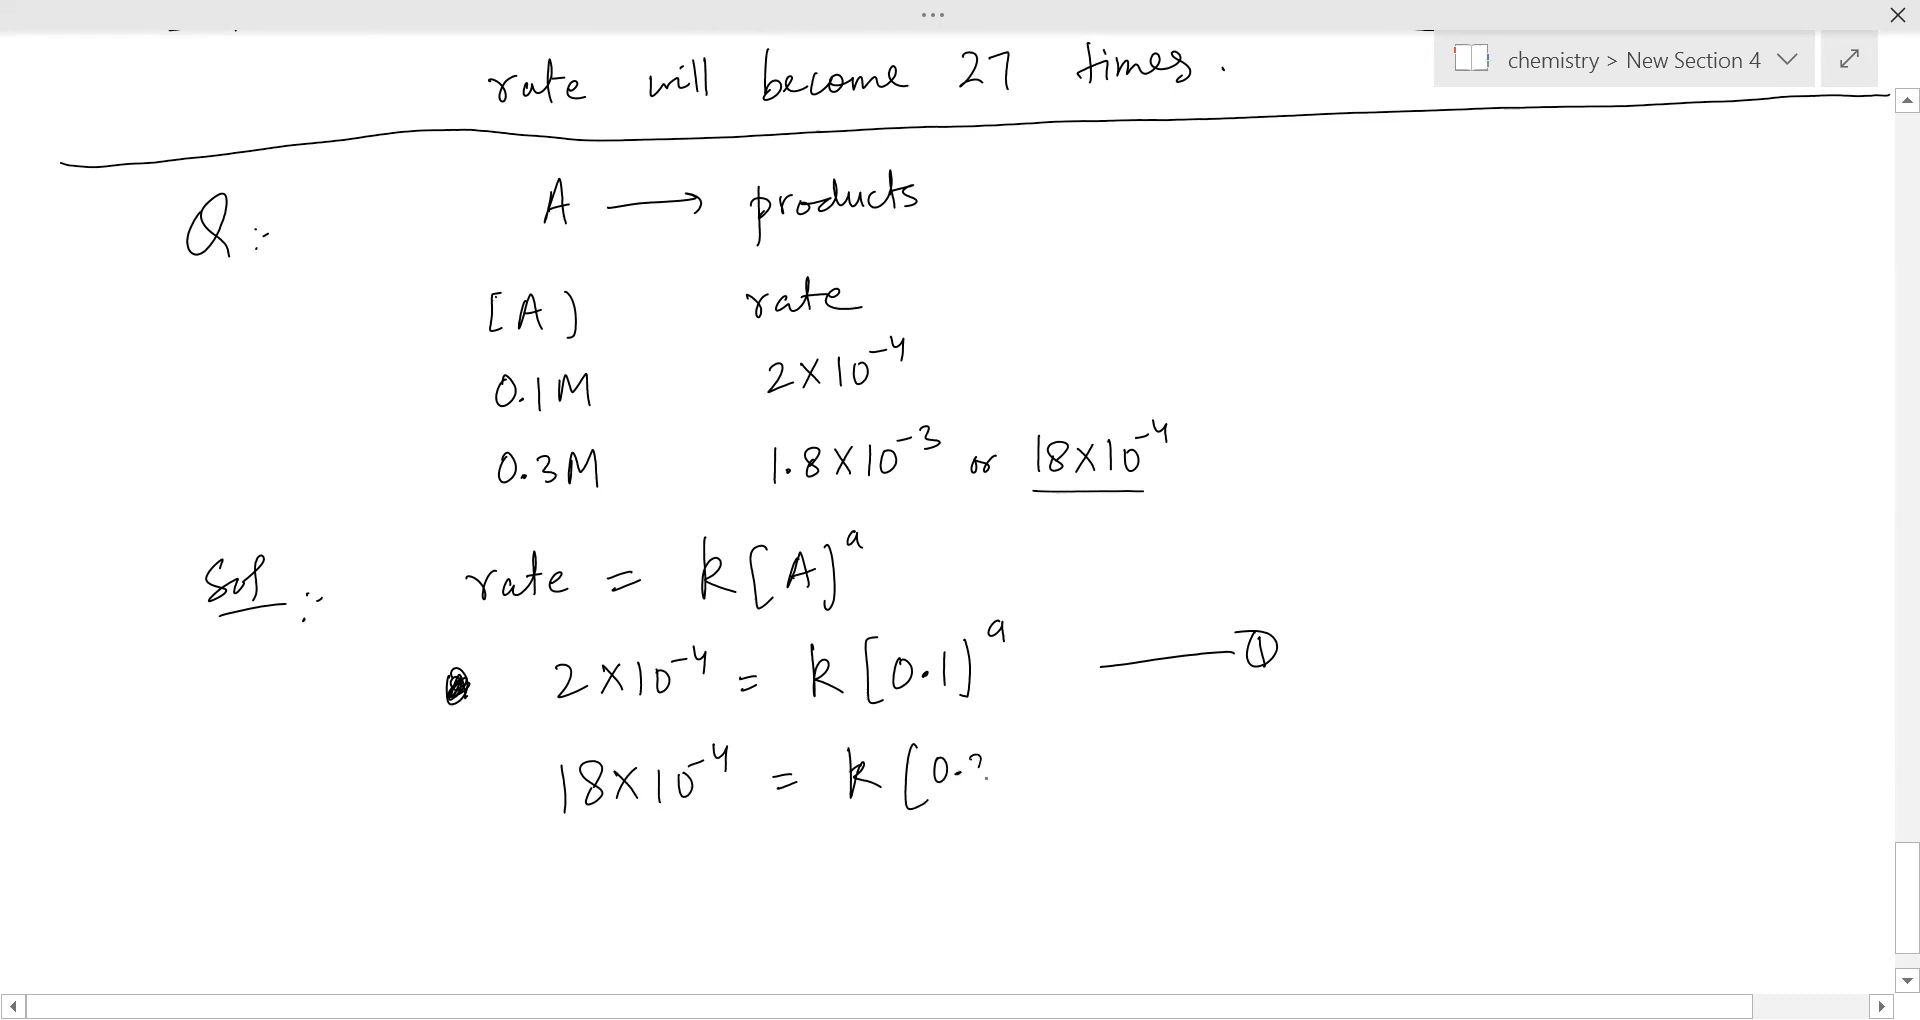 rate will become 27 times.
chemistry > New Section 4
Q:- A → products
[A) rate
0.1M 2×10⁻⁴
0.3M 1.8×10⁻³ or 18×10⁻⁴
Sol:- rate = k[A]ᵃ
2×10⁻⁴ = k[0.1)ᵃ —— ①
18×10⁻⁴ = k[0.